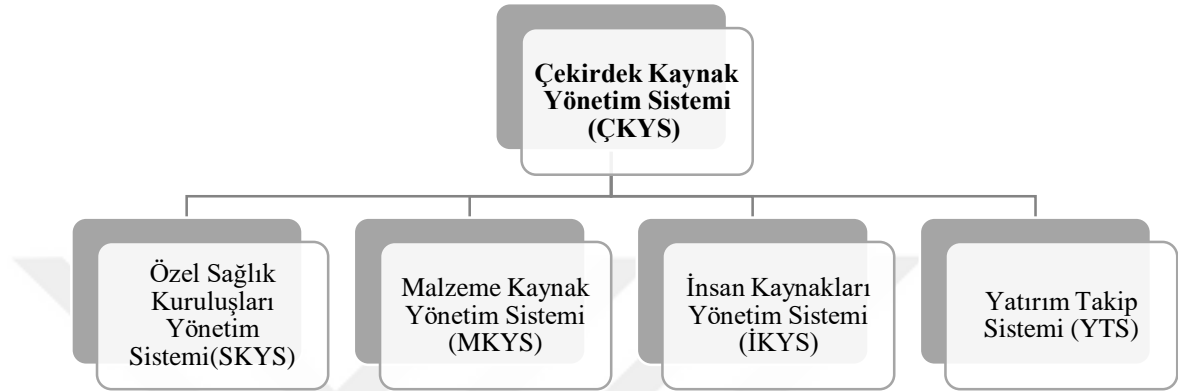 Çekirdek Kaynak
Yönetim Sistemi
(ÇKYS)
Özel Sağlık
Kuruluşları
Yönetim
Sistemi(SKYS)
Malzeme Kaynak
Yönetim Sistemi
(MKYS)
İnsan Kaynakları
Yönetim Sistemi
(İKYS)
Yatırım Takip
Sistemi (YTS)